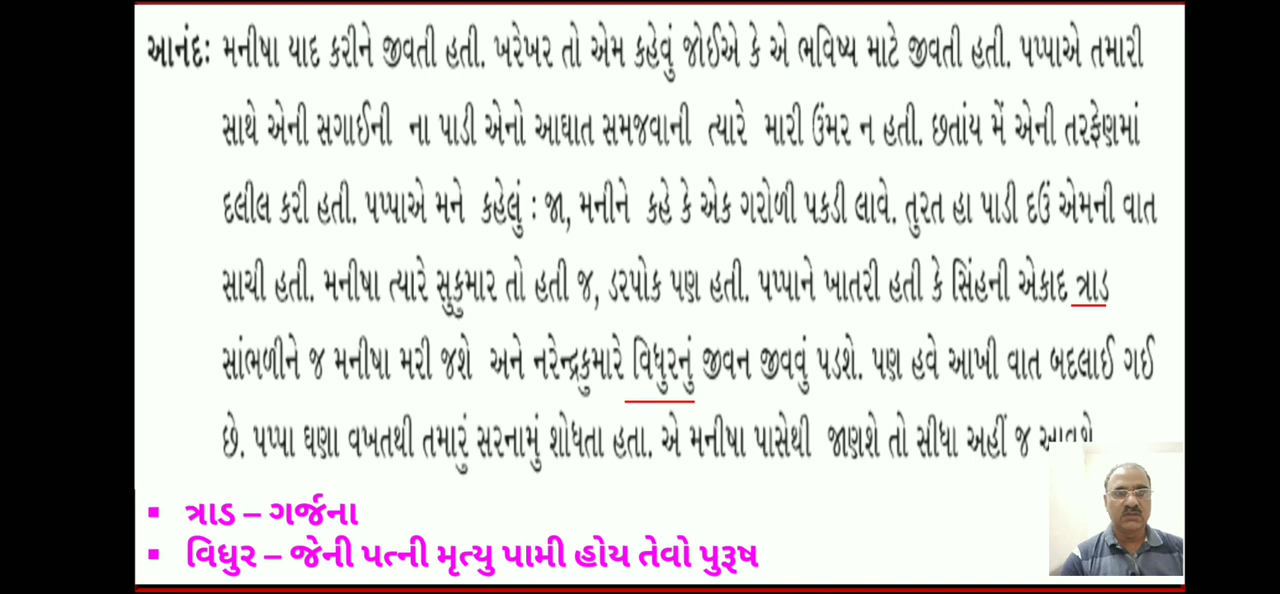 આનંદઃ મનીષા યાદ કરીને જીવતી હતી. ખરેખર તો એમ કહેવું જોઈએ કે એ ભવિષ્ય માટે જીવતી હતી. પપ્પાએ તમારી
સાથે એની સગાઈની ના પાડી એનો આઘાત સમજવાની ત્યારે મારી ઉંમર ન હતી. છતાંય મેં એની તરફેણમાં
દલીલ કરી હતી. પપ્પાએ મને કહેલું : જા, મનીને કહે કે એક ગરોળી પકડી લાવે. તુરત હા પાડી દઉં એમની વાત
સાચી હતી. મનીષા ત્યારે સુકુમાર તો હતી જ, ડરપોક પણ હતી. પપ્પાને ખાતરી હતી કે સિંહની એકાદ ત્રાડ
સાંભળીને જ મનીષા મરી જશે અને નરેન્દ્રકુમારે વિધુરનું જીવન જીવવું પડશે. પણ હવે આખી વાત બદલાઈ ગઈ
છે. પપ્પા ઘણા વખતથી તમારું સરનામું શોધતા હતા. એ મનીષા પાસેથી જાણશે તો સીધા અહીં જ આવશે
▪ ત્રાડ – ગર્જના
▪ વિધુર – જેની પત્ની મૃત્યુ પામી હોય તેવો પુરૂષ